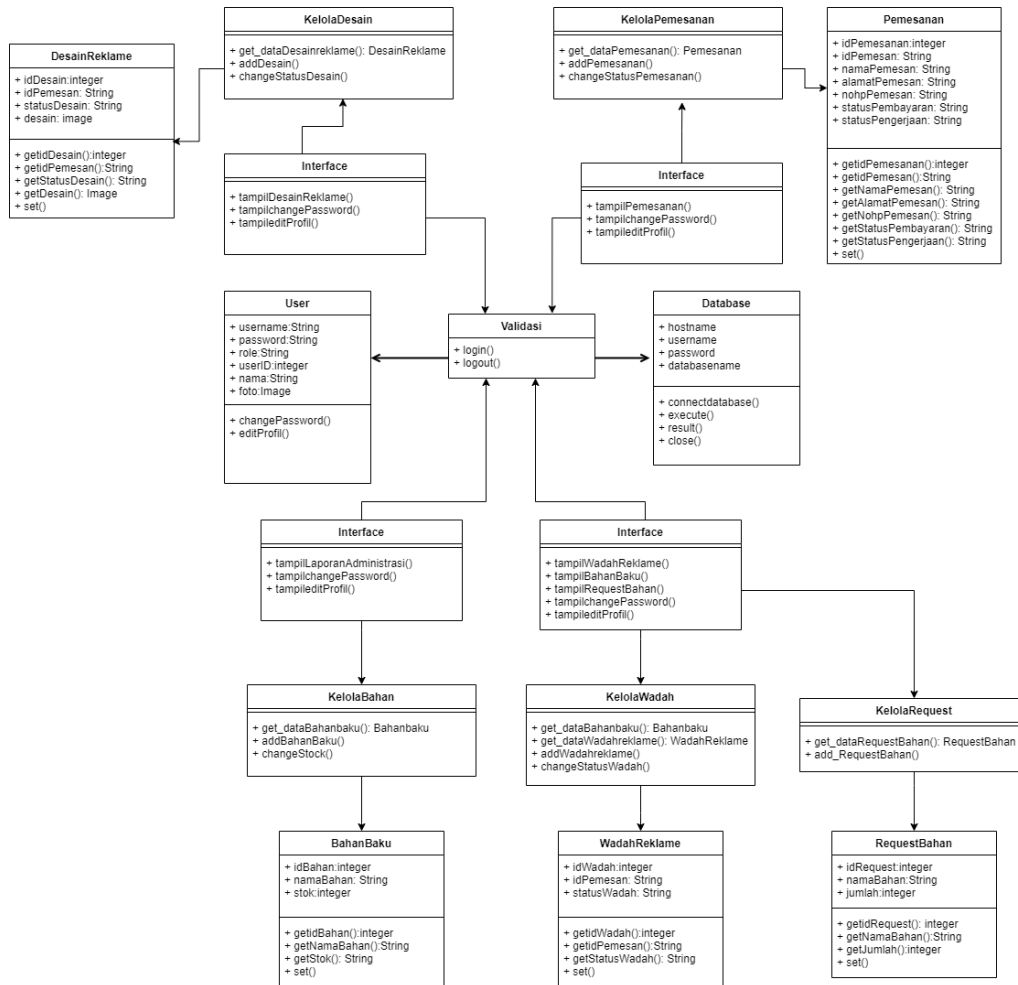 KelolaDesain
+ get_dataDesainreklame(): DesainReklame
+ addDesain()
+ changeStatusDesain()
KelolaPemesanan
+ get_dataPemesanan(): Pemesanan
+ addPemesanan()
+ changeStatusPemesanan()
Pemesanan
+ idPemesanan:integer
+ idPemesan: String
+ namaPemesan: String
+ alamatPemesan: String
+ nohpPemesan: String
+ statusPembayaran: String
+ statusPengerjaan: String
+ getidPemesanan():integer
+ getidPemesan():String
+ getNamaPemesan(): String
+ getAlamatPemesan(): String
+ getNohpPemesan(): String
+ getStatusPembayaran(): String
+ getStatusPengerjaan(): String
+ set()
DesainReklame
+ idDesain:integer
+ idPemesan: String
+ statusDesain: String
+ desain: image
+ getidDesain():integer
+ getidPemesan():String
+ getStatusDesain(): String
+ getDesain(): Image
+ set()
Interface
+ tampilDesainReklame()
+ tampilchangePassword()
+ tampileditProfil()
Interface
+ tampilPemesanan()
+ tampilchangePassword()
+ tampileditProfil()
User
+ username:String
+ password:String
+ role:String
+ userID:integer
+ nama:String
+ foto:Image
+ changePassword()
+ editProfil()
Validasi
+ login()
+ logout()
Database
+ hostname
+ username
+ password
+ databasename
+ connectdatabase()
+ execute()
+ result()
+ close()
Interface
+ tampilLaporanAdministrasi()
+ tampilchangePassword()
+ tampileditProfil()
Interface
+ tampilWadahReklame()
+ tampilBahanBaku()
+ tampilRequestBahan()
+ tampilchangePassword()
+ tampileditProfil()
KelolaBahan
+ get_dataBahanbaku(): Bahanbaku
+ addBahanBaku()
+ changeStock()
KelolaWadah
+ get_dataBahanbaku(): Bahanbaku
+ get_dataWadahreklame(): WadahReklame
+ addWadahreklame()
+ changeStatusWadah()
KelolaRequest
+ get_dataRequestBahan(): RequestBahan
+ add_RequestBahan()
BahanBaku
+ idBahan:integer
+ namaBahan: String
+ stok:integer
+ getidBahan():integer
+ getNamaBahan():String
+ getStok(): String
+ set()
WadahReklame
+ idWadah:integer
+ idPemesan: String
+ statusWadah: String
+ getidWadah():integer
+ getidPemesan():String
+ getStatusWadah(): String
+ set()
RequestBahan
+ idRequest:integer
+ namaBahan:String
+ jumlah:integer
+ getidRequest(): integer
+ getNamaBahan():String
+ getJumlah():integer
+ set()